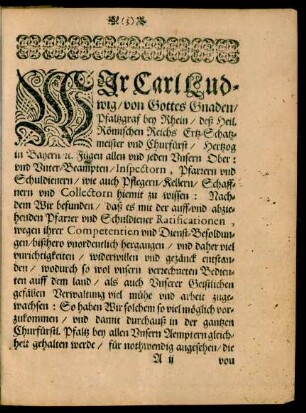 (3)
WIr Carl Lud-
wig/ von Gottes Gnaden/
Pfaltzgraf bey Rhein/ deß Heil.
Römischen Reichs Ertz-Schatz-
meister und Churfürst/ Hertzog
in Bayern/ꝛc. Fügen allen und jeden Unsern Ober:
und Unter-Beampten/ Inspectorn, Pfarrern und
Schuldienern/ wie auch Pflegern/ Kellern/ Schaff-
nern und Collectorn hiemit zu wissen: Nach-
dem Wir befunden/ daß es mit der auff-und abzie-
henden Pfarrer und Schuldiener Ratificationen,
wegen ihrer Competentien und Dienst-Besoldun-
gen/ bißhero unordentlich hergangen/ und daher viel
unrichtigkeiten/ widerwillen und gezänck entstan-
den/ wodurch so wol unsern verrechneten Bedien-
ten auff dem land/ als auch Unserer Geistlichen
gefällen Verwaltung viel mühe und arbeit zuge-
wachsen: So haben Wir solchem so viel möglich vor-
zukommen/ und damit durchauß in der gantzen
Churfürstl. Pfaltz bey allen Unsern Aemptern gleich-
heit gehalten werde/ für nothwendig angesehen/ die
A ij von